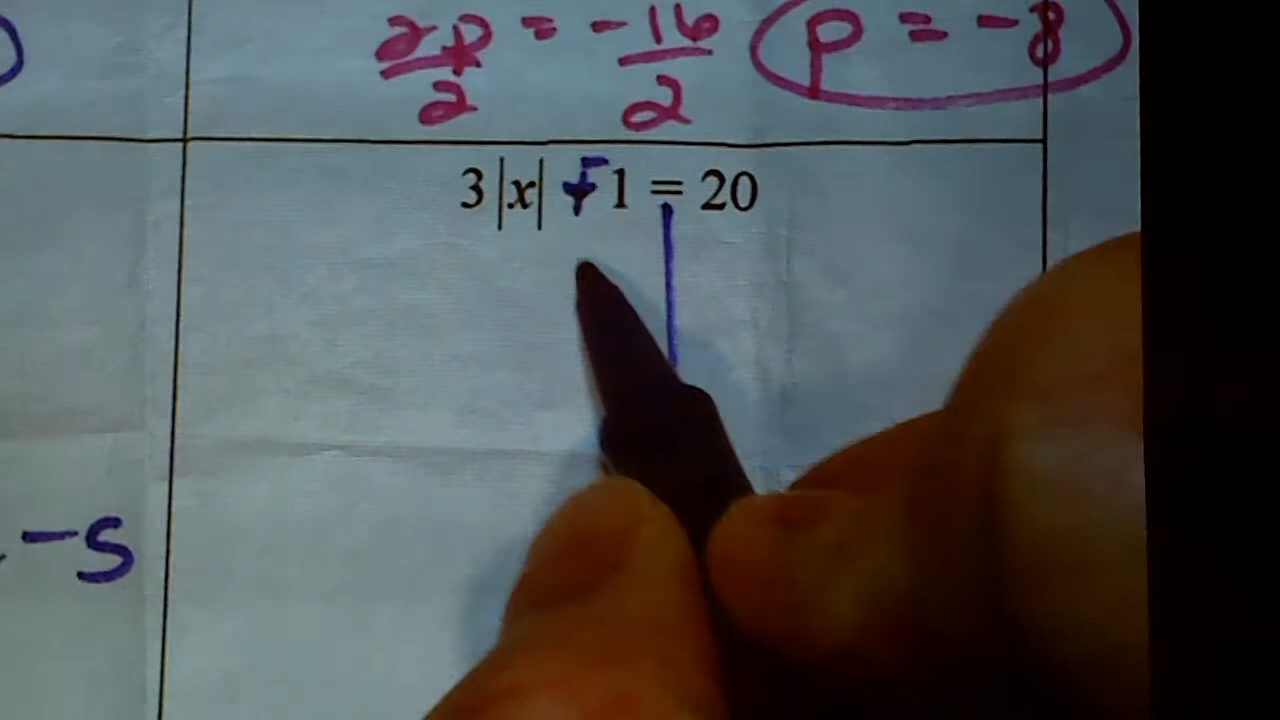 2p = -16 p = -8
2 2
3|x| + -1 = 20
-5